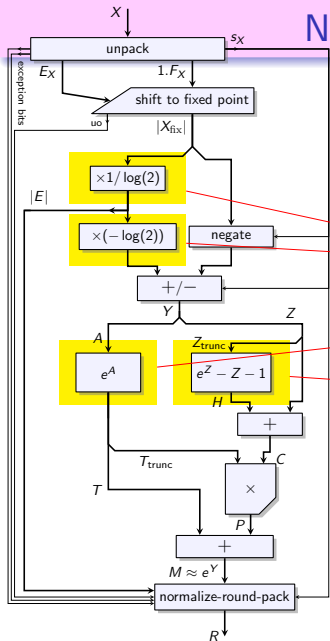 X
N
unpack
s_X
E_X
1.F_X
exception bits
shift to fixed point
uo
|X_fix|
×1/ log(2)
|E|
×(− log(2))
negate
+/−
Y
A
Z
Z_trunc
e^A
e^Z − Z − 1
H
+
T_trunc
C
T
×
P
+
M ≈ e^Y
normalize-round-pack
R